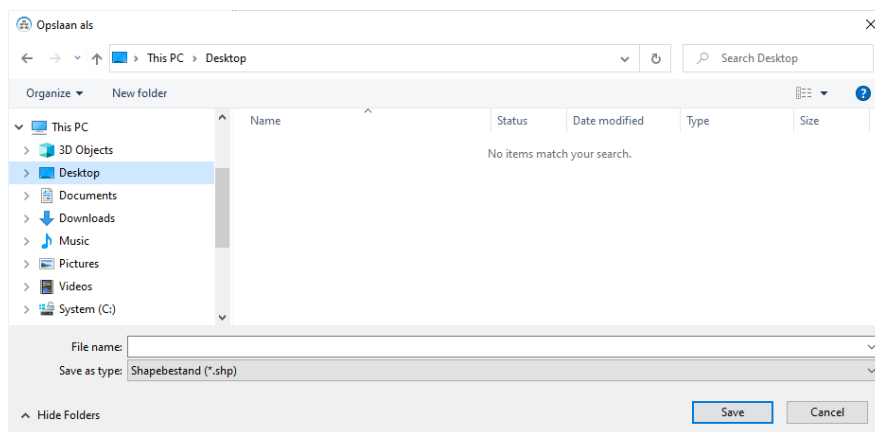 Opslaan als
This PC > Desktop
Search Desktop
Organize
New folder
Name Status Date modified Type Size
No items match your search.
This PC
3D Objects
Desktop
Documents
Downloads
Music
Pictures
Videos
System (C:)
File name:
Save as type: Shapebestand (*.shp)
Hide Folders
Save
Cancel